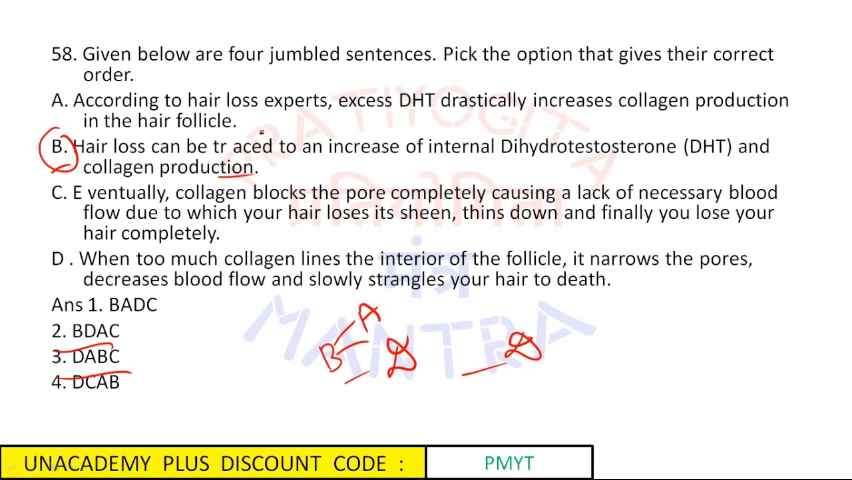 58. Given below are four jumbled sentences. Pick the option that gives their correct
order.
A. According to hair loss experts, excess DHT drastically increases collagen production
in the hair follicle.
B. Hair loss can be tr aced to an increase of internal Dihydrotestosterone (DHT) and
collagen production.
C. E ventually, collagen blocks the pore completely causing a lack of necessary blood
flow due to which your hair loses its sheen, thins down and finally you lose your
hair completely.
D . When too much collagen lines the interior of the follicle, it narrows the pores,
decreases blood flow and slowly strangles your hair to death.
Ans 1. BADC
2. BDAC
3. DABC
4. DCAB
A
B D D
PRATIYOGITA
प्रतियोगिता
मंत्र
MANTRA
UNACADEMY PLUS DISCOUNT CODE :
PMYT